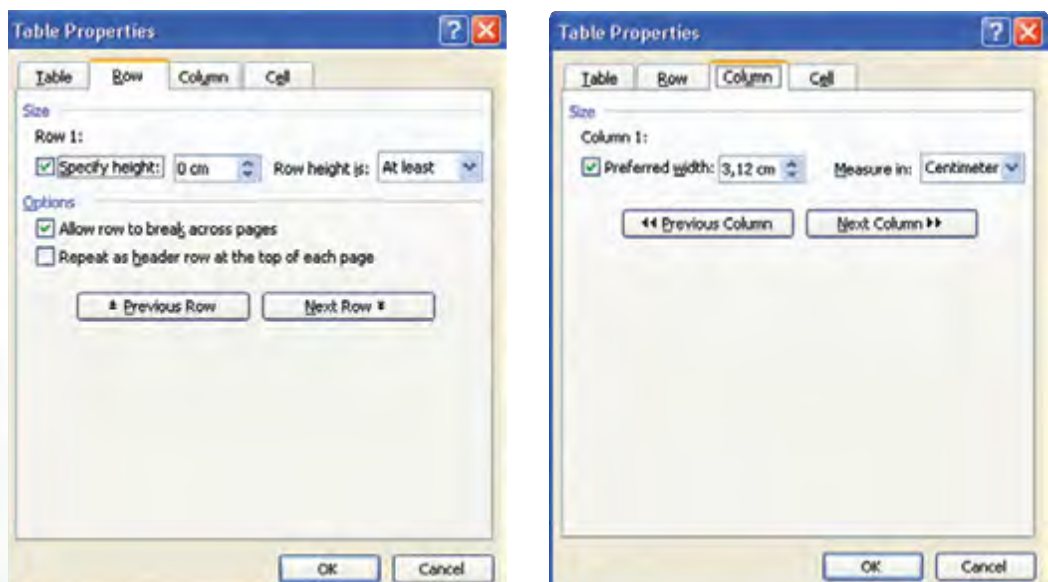 Table Properties
Table Row Column Cell
Size
Row 1:
Specify height: 0 cm Row height is: At least
Options
Allow row to break across pages
Repeat as header row at the top of each page
Previous Row Next Row
OK Cancel
Table Properties
Table Row Column Cell
Size
Column 1:
Preferred width: 3,12 cm Measure in: Centimeter
Previous Column Next Column
OK Cancel